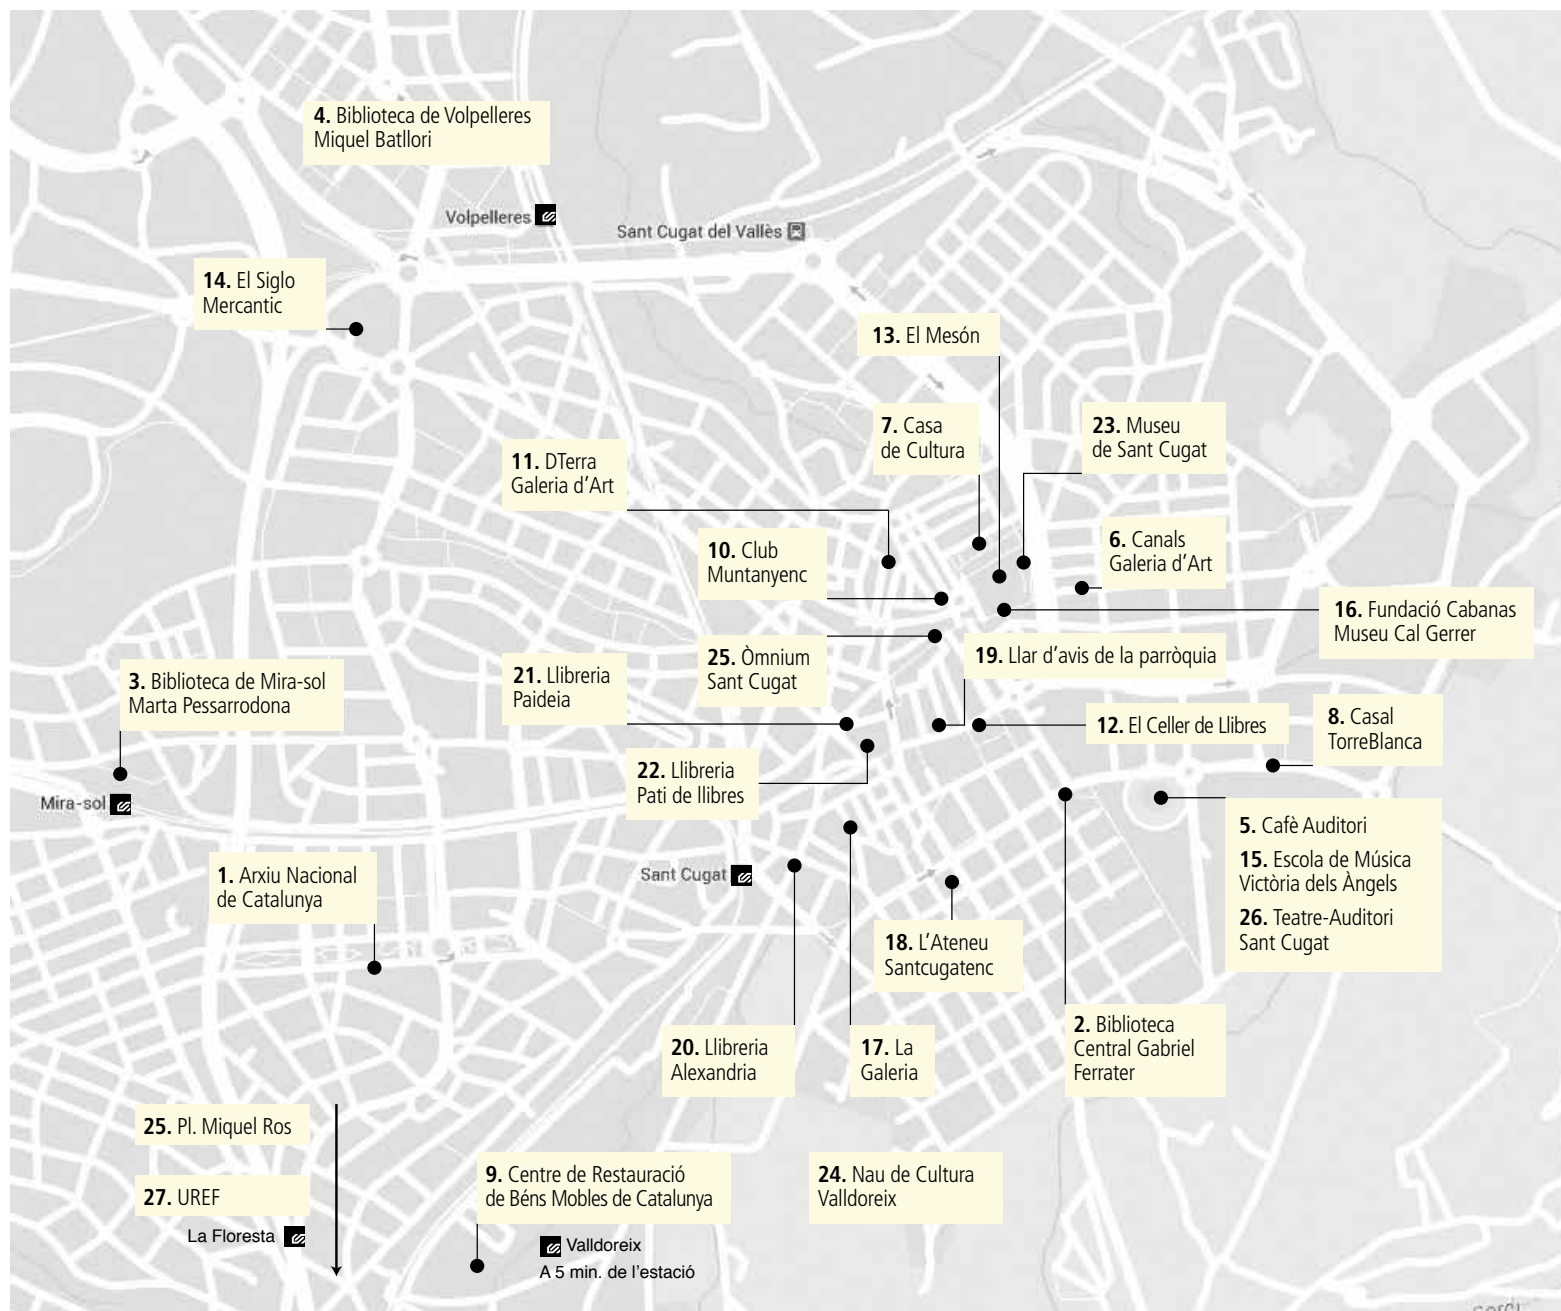 4. Biblioteca de Volpelleres
Miquel Batllori
Volpelleres
Sant Cugat del Vallès
14. El Siglo
Mercantic
13. El Mesón
7. Casa
de Cultura
23. Museu
de Sant Cugat
11. DTerra
Galeria d'Art
10. Club
Muntanyenc
6. Canals
Galeria d'Art
16. Fundació Cabanas
Museu Cal Gerrer
25. Òmnium
Sant Cugat
19. Llar d'avis de la parròquia
21. Llibreria
Paideia
3. Biblioteca de Mira-sol
Marta Pessarrodona
12. El Celler de Llibres
8. Casal
TorreBlanca
22. Llibreria
Pati de llibres
Mira-sol
5. Cafè Auditori
15. Escola de Música
Victòria dels Àngels
26. Teatre-Auditori
Sant Cugat
1. Arxiu Nacional
de Catalunya
Sant Cugat
18. L'Ateneu
Santcugatenc
20. Llibreria
Alexandria
17. La
Galeria
2. Biblioteca
Central Gabriel
Ferrater
25. Pl. Miquel Ros
27. UREF
La Floresta
9. Centre de Restauració
de Béns Mobles de Catalunya
Valldoreix
A 5 min. de l'estació
24. Nau de Cultura
Valldoreix